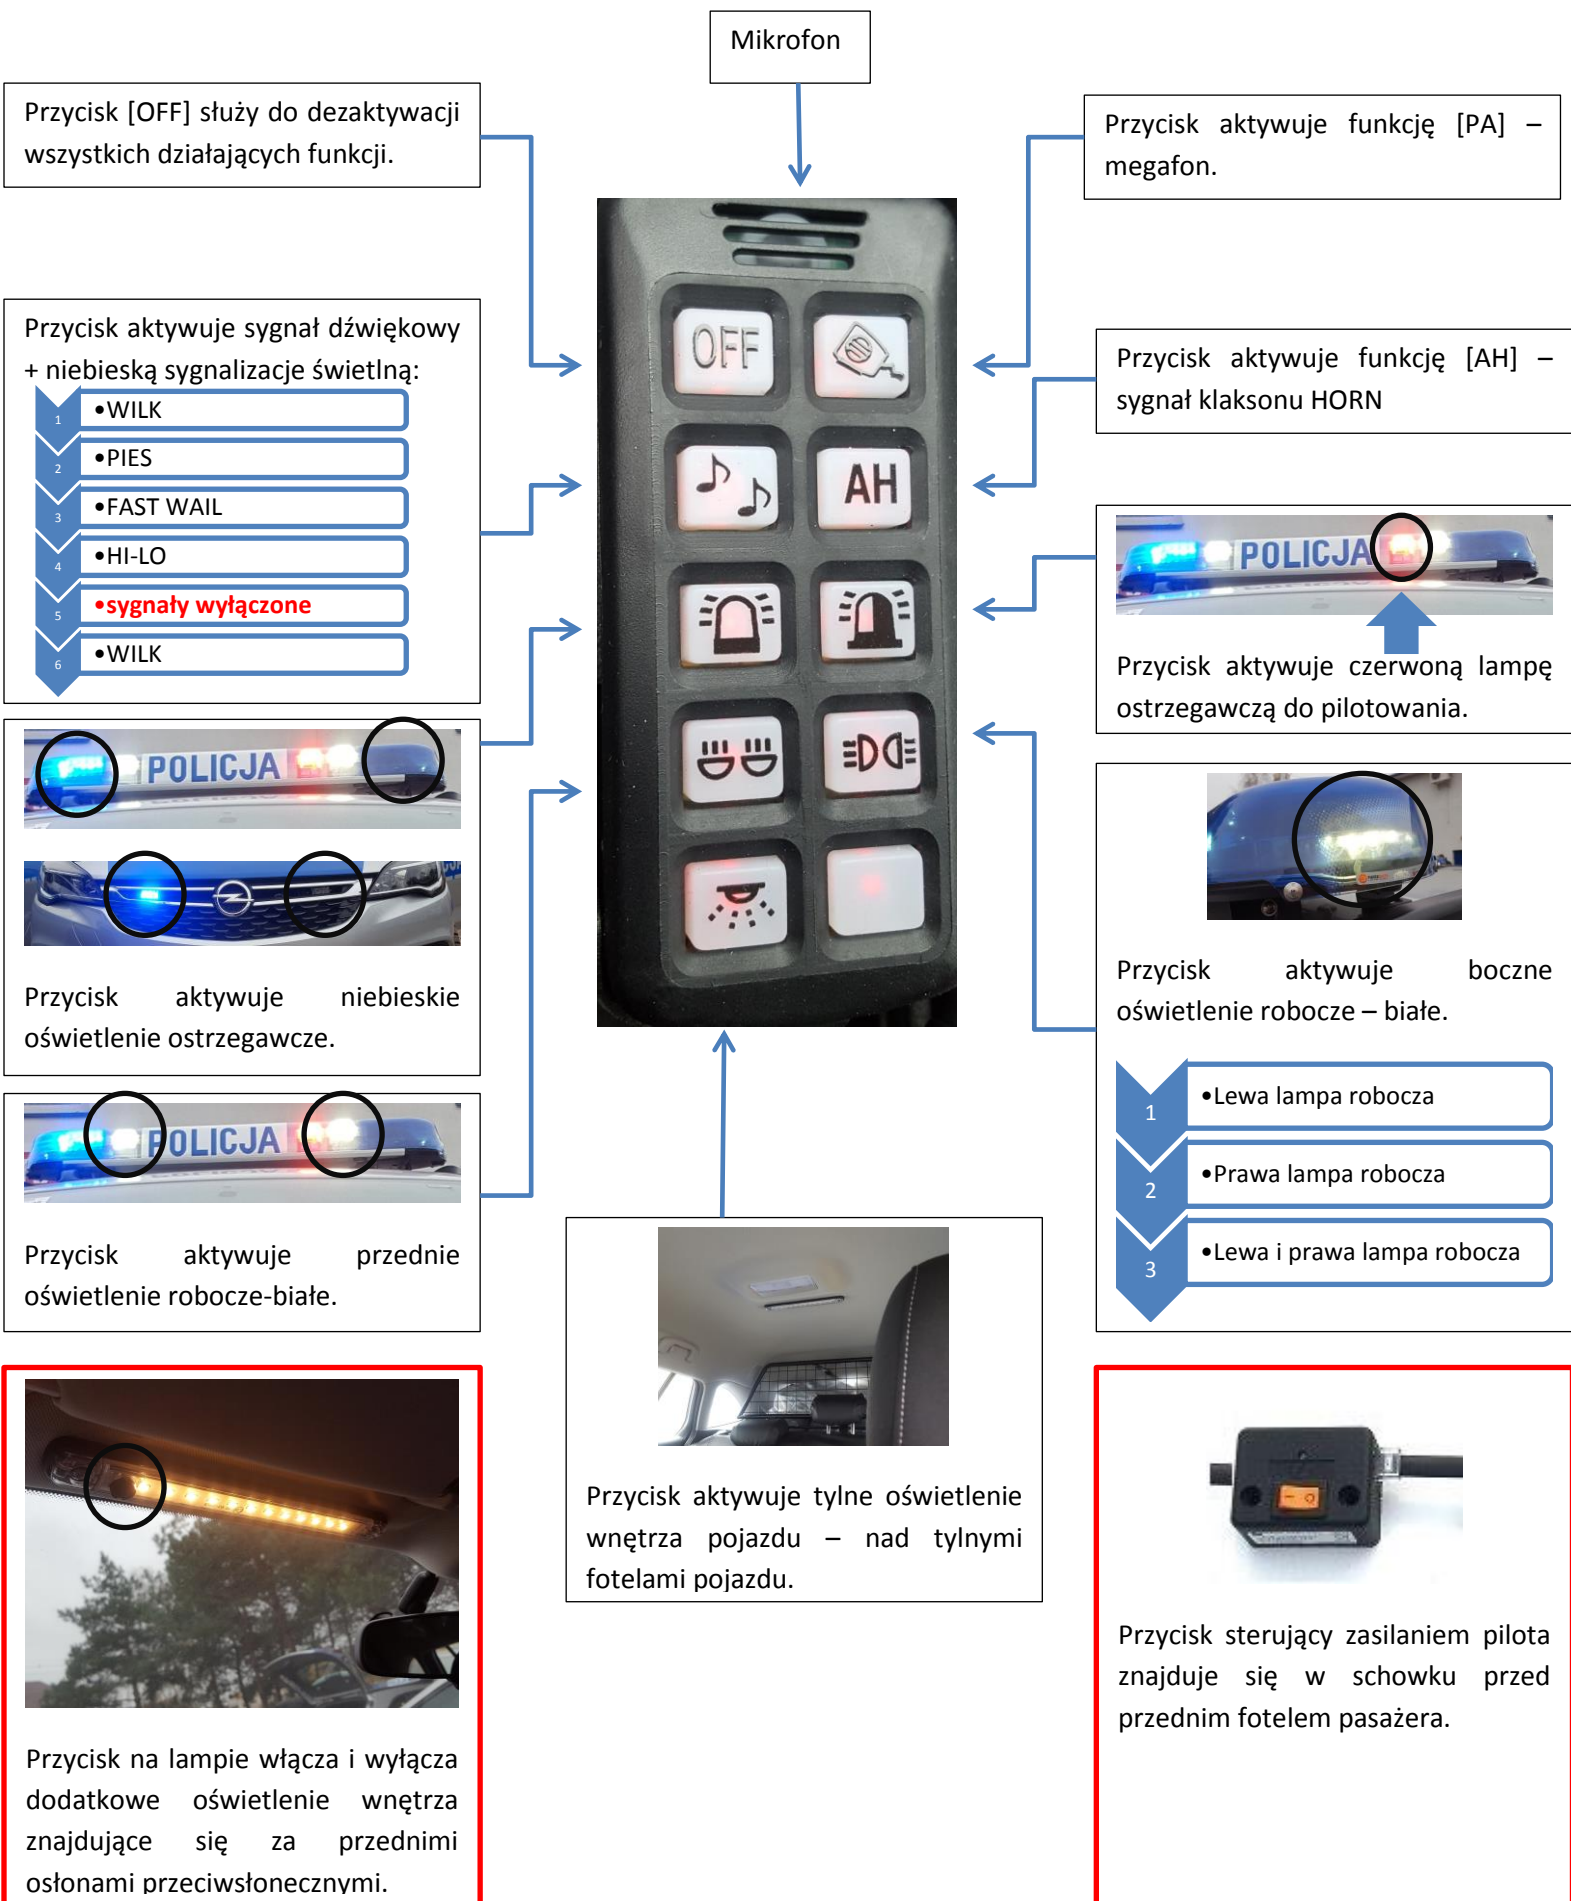 Mikrofon
Przycisk [OFF] służy do dezaktywacji
wszystkich działających funkcji.
Przycisk aktywuje funkcję [PA] –
megafon.
Przycisk aktywuje sygnał dźwiękowy
+ niebieską sygnalizacje świetlną:
1 •WILK
2 •PIES
3 •FAST WAIL
4 •HI-LO
5 •sygnały wyłączone
6 •WILK
OFF
AH
Przycisk aktywuje funkcję [AH] –
sygnał klaksonu HORN
POLICJA
Przycisk aktywuje czerwoną lampę
ostrzegawczą do pilotowania.
POLICJA
Przycisk aktywuje niebieskie
oświetlenie ostrzegawcze.
Przycisk aktywuje boczne
oświetlenie robocze – białe.
1 •Lewa lampa robocza
2 •Prawa lampa robocza
3 •Lewa i prawa lampa robocza
POLICJA
Przycisk aktywuje przednie
oświetlenie robocze-białe.
Przycisk aktywuje tylne oświetlenie
wnętrza pojazdu – nad tylnymi
fotelami pojazdu.
Przycisk na lampie włącza i wyłącza
dodatkowe oświetlenie wnętrza
znajdujące się za przednimi
osłonami przeciwsłonecznymi.
Przycisk sterujący zasilaniem pilota
znajduje się w schowku przed
przednim fotelem pasażera.